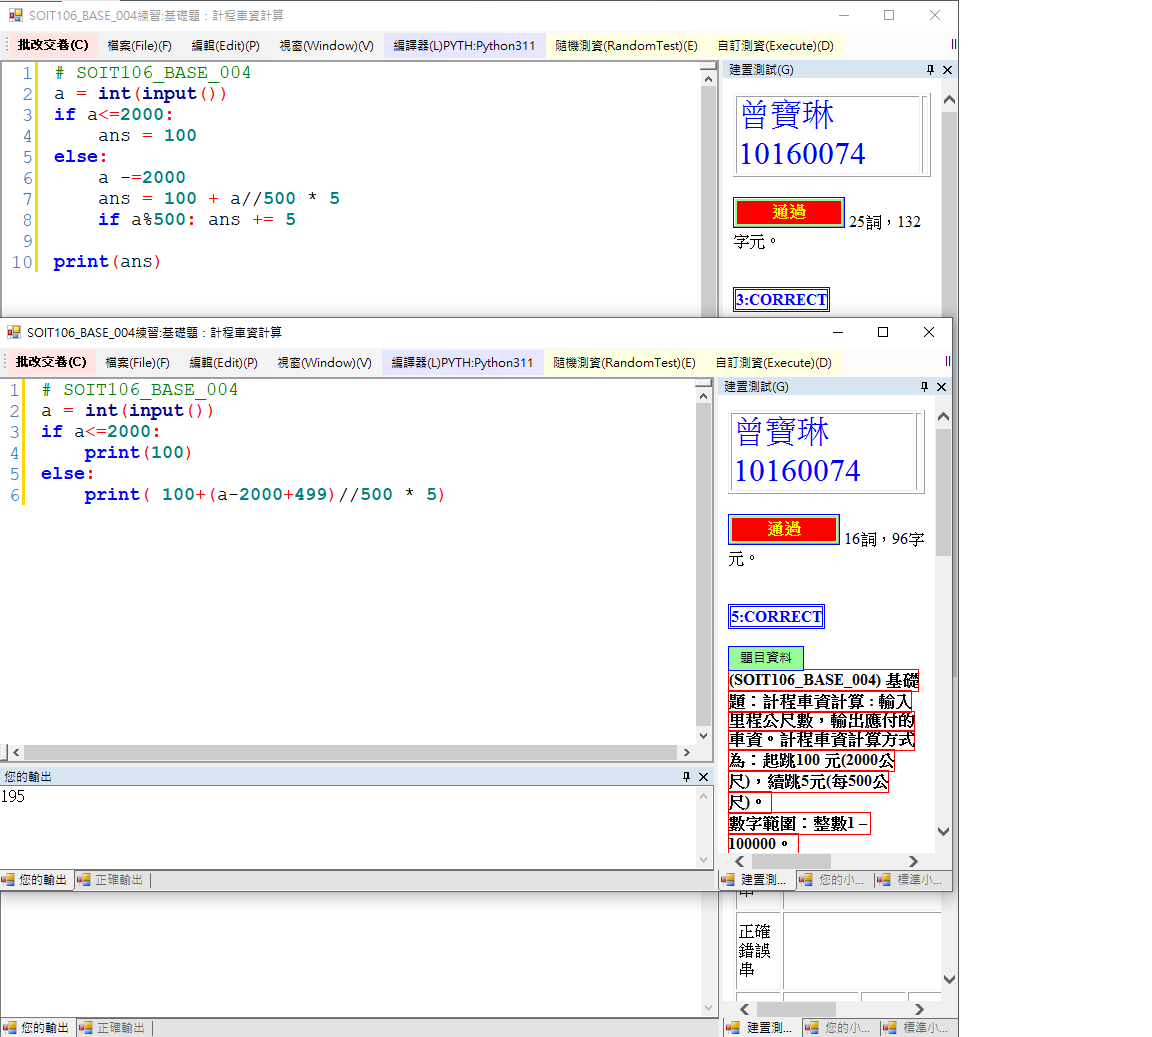 SOIT106_BASE_004練習:基礎題：計程車資計算
批改交卷(C) 檔案(File)(F) 編輯(Edit)(P) 視窗(Window)(V) 編譯器(L)PYTH:Python311 隨機測資(RandomTest)(E) 自訂測資(Execute)(D)
1 # SOIT106_BASE_004
2 a = int(input())
3 if a<=2000:
4 ans = 100
5 else:
6 a -=2000
7 ans = 100 + a//500 * 5
8 if a%500: ans += 5
9
10 print(ans)
建置測試(G)
曾寶琳
10160074
通過 25詞，132
字元。
3:CORRECT
SOIT106_BASE_004練習:基礎題：計程車資計算
批改交卷(C) 檔案(File)(F) 編輯(Edit)(P) 視窗(Window)(V) 編譯器(L)PYTH:Python311 隨機測資(RandomTest)(E) 自訂測資(Execute)(D)
1 # SOIT106_BASE_004
2 a = int(input())
3 if a<=2000:
4 print(100)
5 else:
6 print( 100+(a-2000+499)//500 * 5)
建置測試(G)
曾寶琳
10160074
通過 16詞，96字
元。
5:CORRECT
題目資料
(SOIT106_BASE_004) 基礎
題：計程車資計算 : 輸入
里程公尺數，輸出應付的
車資。計程車資計算方式
為：起跳100 元(2000公
尺)，續跳5元(每500公
尺)。
數字範圍：整數1 –
100000。
您的輸出
195
您的輸出 正確輸出
建置測... 您的小... 標準小...
串
正確
錯誤
串
您的輸出 正確輸出
建置測... 您的小... 標準小...